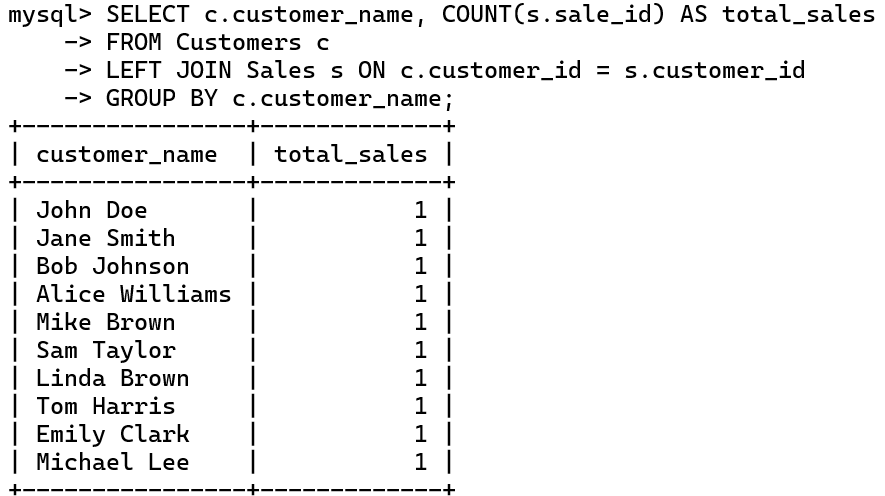 mysql> SELECT c.customer_name, COUNT(s.sale_id) AS total_sales
    -> FROM Customers c
    -> LEFT JOIN Sales s ON c.customer_id = s.customer_id
    -> GROUP BY c.customer_name;
+----------------+-------------+
| customer_name  | total_sales |
+----------------+-------------+
| John Doe       |           1 |
| Jane Smith     |           1 |
| Bob Johnson    |           1 |
| Alice Williams |           1 |
| Mike Brown     |           1 |
| Sam Taylor     |           1 |
| Linda Brown    |           1 |
| Tom Harris     |           1 |
| Emily Clark    |           1 |
| Michael Lee    |           1 |
+----------------+-------------+